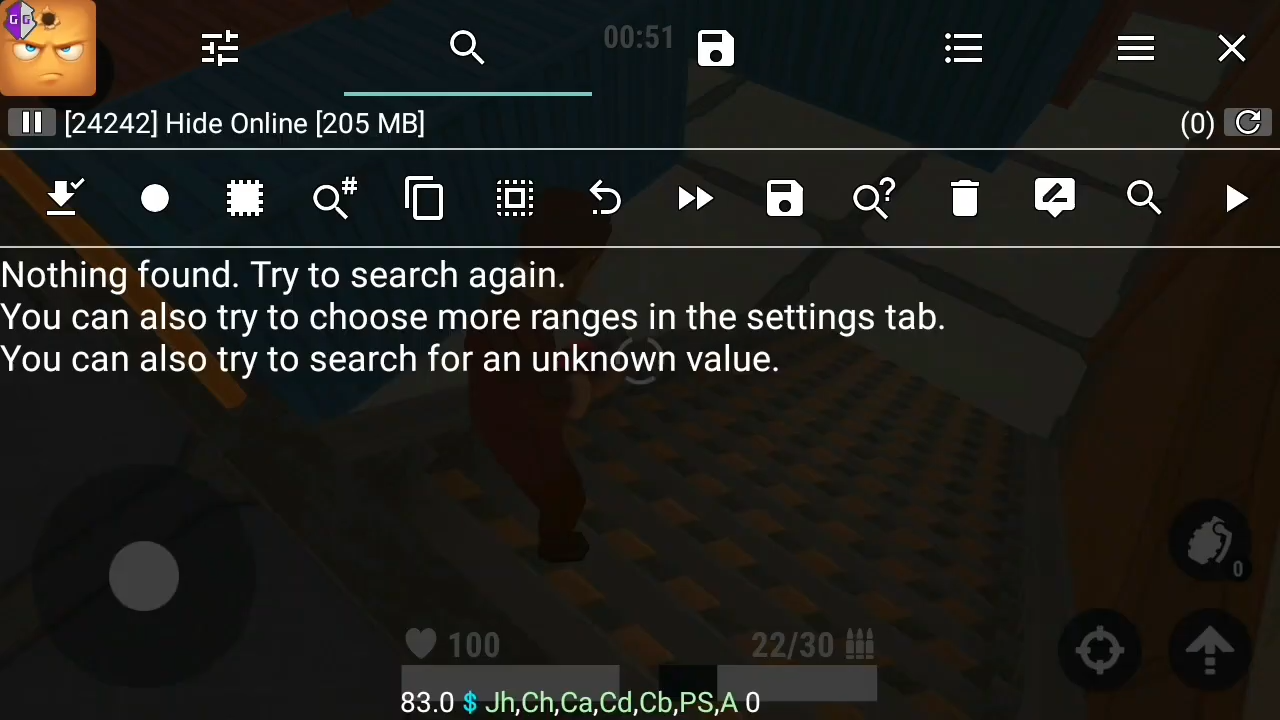 GG
00:51
[24242] Hide Online [205 MB]
(0)
#
?
Nothing found. Try to search again.
You can also try to choose more ranges in the settings tab.
You can also try to search for an unknown value.
0
100
22/30
83.0 $ Jh,Ch,Ca,Cd,Cb,PS,A 0